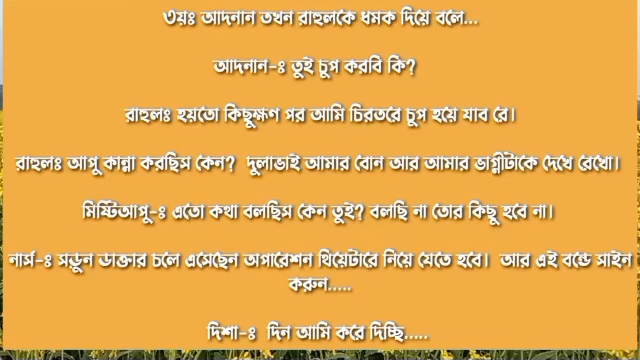 ৩য়ঃ আদনান তখন রাহুলকে ধমক দিয়ে বলে...
আদনান-ঃ তুই চুপ করবি কি?
রাহুলঃ হয়তো কিছুক্ষণ পর আমি চিরতরে চুপ হয়ে যাব রে।
রাহুলঃ আপু কান্না করছিস কেন? দুলাভাই আমার বোন আর আমার ভাগ্নীটাকে দেখে রেখো।
মিষ্টিআপু-ঃ এতো কথা বলছিস কেন তুই? বলছি না তোর কিছু হবে না।
নার্স-ঃ সড়ুন ডাক্তার চলে এসেছেন অপারেশন থিয়েটারে নিয়ে যেতে হবে। আর এই বন্ডে সাইন
করুন.....
দিশা-ঃ দিন আমি করে দিচ্ছি.....